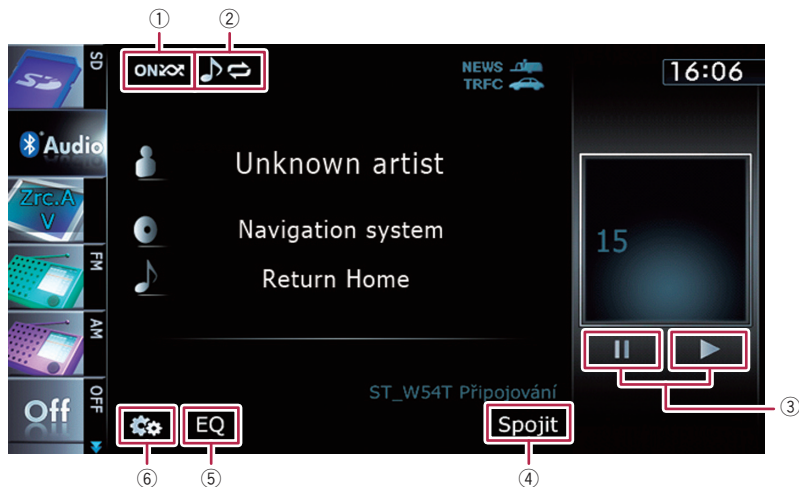 ① ②
SD
ON
NEWS
TRFC
16:06
Audio
Unknown artist
Zrc.A
V
Navigation system
15
FM
Return Home
AM
ST_W54T Připojování
③
Off
OFF
EQ
Spojit
⑥ ⑤ ④